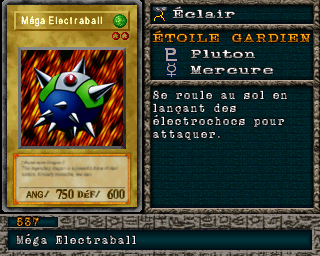 Méga Electraball
ANG/ 750 DÉF/ 600
Éclair
ÉTOILE GARDIEN
Pluton
Mercure
Se roule au sol en
lançant des
électrochocs pour
attaquer.
537
Méga Electraball